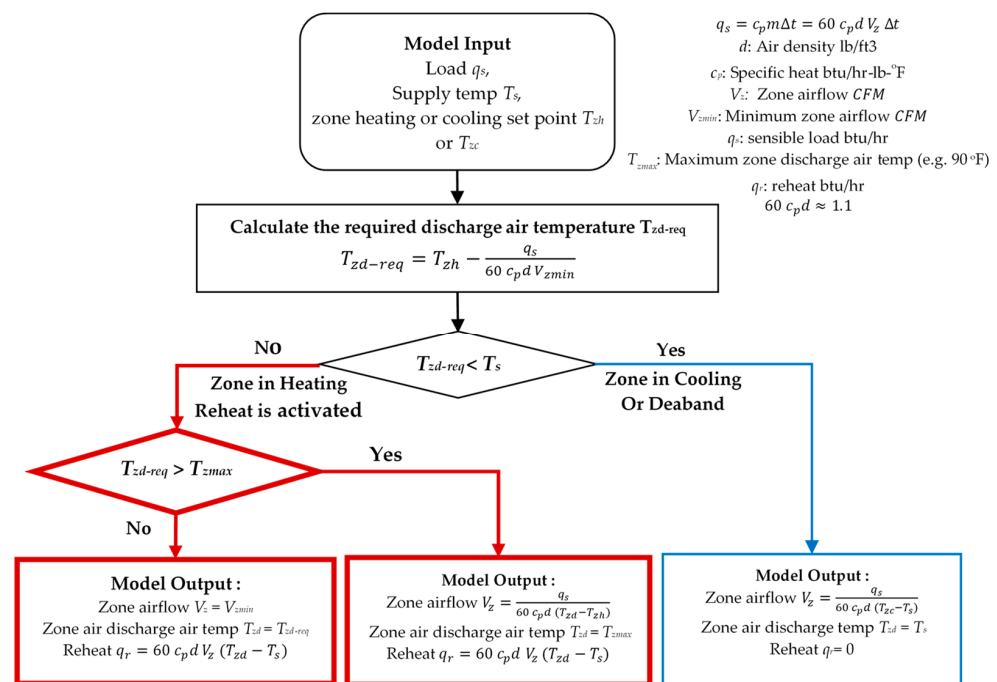 Model Input
Load qs,
Supply temp Ts,
zone heating or cooling set point Tzh
or Tzc
qs = cpmΔt = 60 cpd Vz Δt
d: Air density lb/ft3
cp: Specific heat btu/hr-lb-°F
Vz: Zone airflow CFM
Vzmin: Minimum zone airflow CFM
qs: sensible load btu/hr
Tzmax: Maximum zone discharge air temp (e.g. 90 °F)
qr: reheat btu/hr
60 cpd ≈ 1.1
Calculate the required discharge air temperature Tzd-req
Tzd−req = Tzh − qs / 60 cpd Vzmin
Tzd-req < Ts
No
Zone in Heating
Reheat is activated
Yes
Zone in Cooling
Or Deaband
Tzd-req > Tzmax
Yes
No
Model Output :
Zone airflow Vz = Vzmin
Zone air discharge air temp Tzd = Tzd-req
Reheat qr = 60 cpd Vz (Tzd − Ts)
Model Output :
Zone airflow Vz = qs / 60 cpd (Tzd−Tzh)
Zone air discharge air temp Tzd = Tzmax
Reheat qr = 60 cpd Vz (Tzd − Ts)
Model Output :
Zone airflow Vz = qs / 60 cpd (Tzc−Ts)
Zone air discharge temp Tzd = Ts
Reheat qr= 0